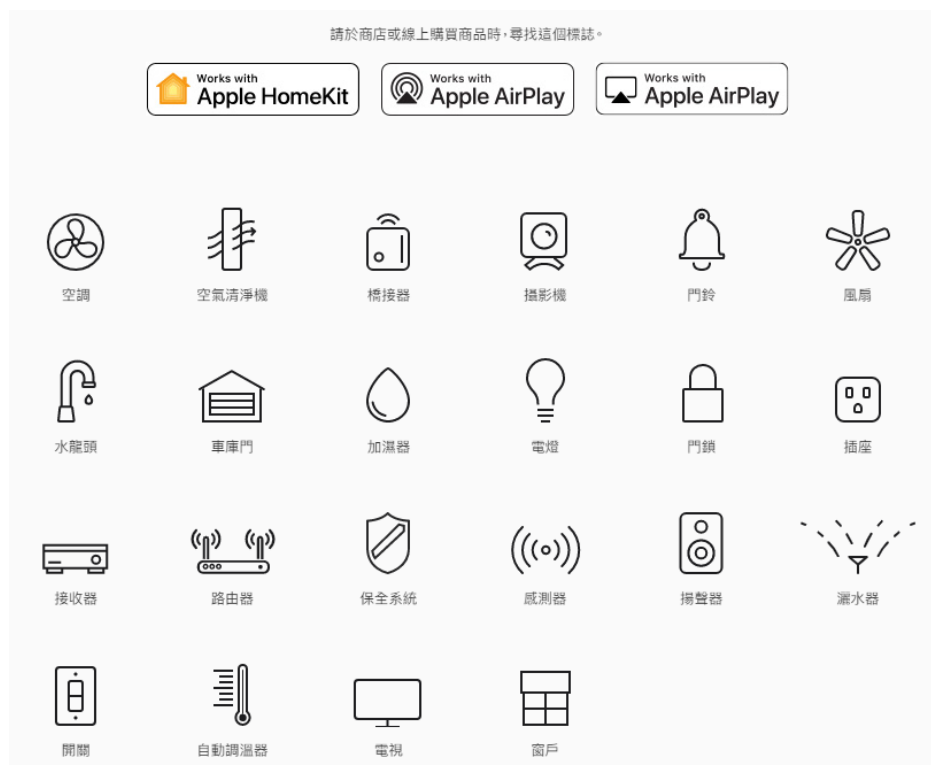 請於商店或線上購買商品時，尋找這個標誌。
Works with
Apple HomeKit
Works with
Apple AirPlay
Works with
Apple AirPlay
空調
空氣清淨機
橋接器
攝影機
門鈴
風扇
水龍頭
車庫門
加濕器
電燈
門鎖
插座
接收器
路由器
保全系統
感測器
揚聲器
灑水器
開關
自動調溫器
電視
窗戶